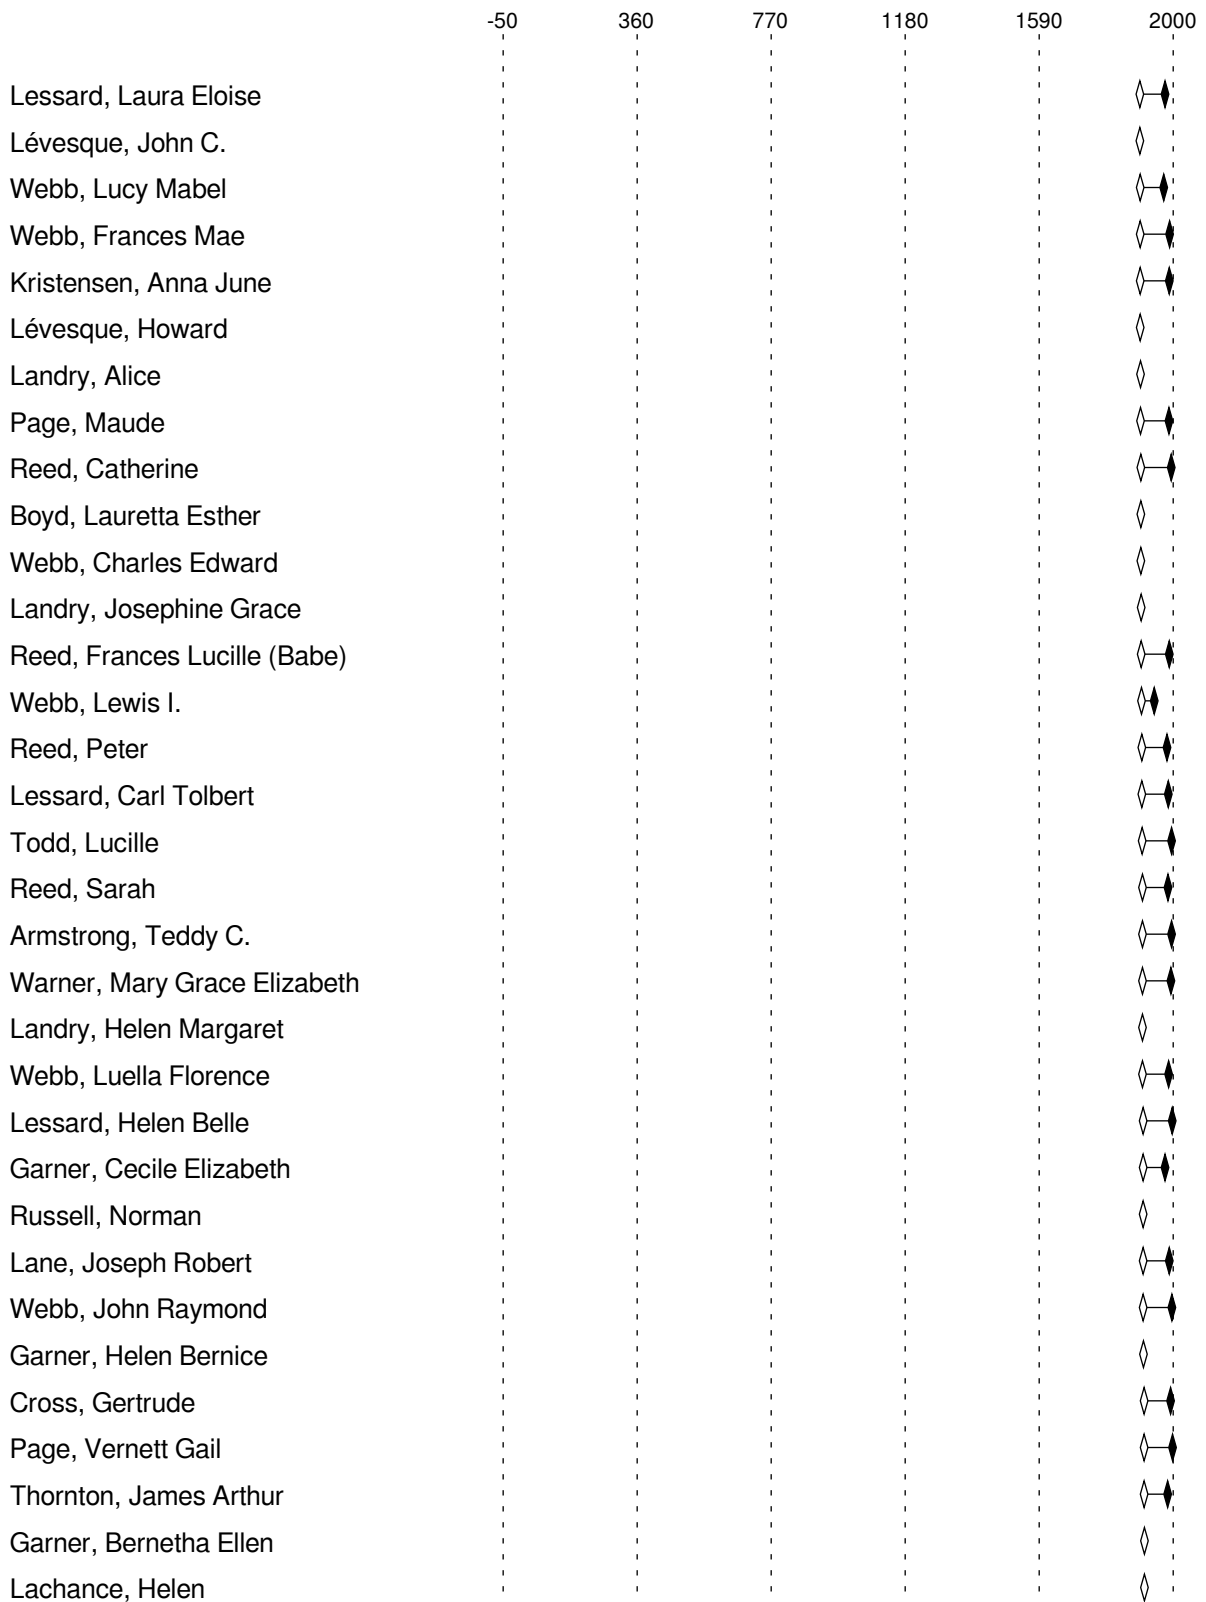 -50 360 770 1180 1590 2000
Lessard, Laura Eloise
Lévesque, John C.
Webb, Lucy Mabel
Webb, Frances Mae
Kristensen, Anna June
Lévesque, Howard
Landry, Alice
Page, Maude
Reed, Catherine
Boyd, Lauretta Esther
Webb, Charles Edward
Landry, Josephine Grace
Reed, Frances Lucille (Babe)
Webb, Lewis I.
Reed, Peter
Lessard, Carl Tolbert
Todd, Lucille
Reed, Sarah
Armstrong, Teddy C.
Warner, Mary Grace Elizabeth
Landry, Helen Margaret
Webb, Luella Florence
Lessard, Helen Belle
Garner, Cecile Elizabeth
Russell, Norman
Lane, Joseph Robert
Webb, John Raymond
Garner, Helen Bernice
Cross, Gertrude
Page, Vernett Gail
Thornton, James Arthur
Garner, Bernetha Ellen
Lachance, Helen